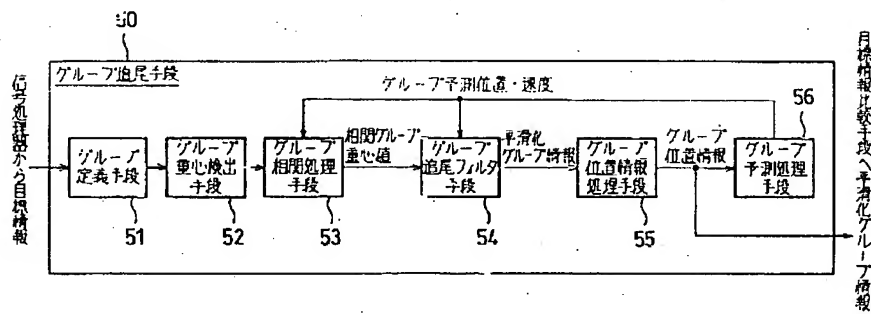 50
グループ追尾手段
グループ予測位置・速度
信号処理器から目標情報
グループ
定義手段
51
グループ
重心検出
手段
52
グループ
相関処理
手段
53
相関グループ
重心値
グループ
追尾フィルタ
手段
54
平滑化
グループ情報
グループ
位置情報
処理手段
55
グループ
位置情報
グループ
予測処理
手段
56
目標情報比較手段へ平滑化グループ情報